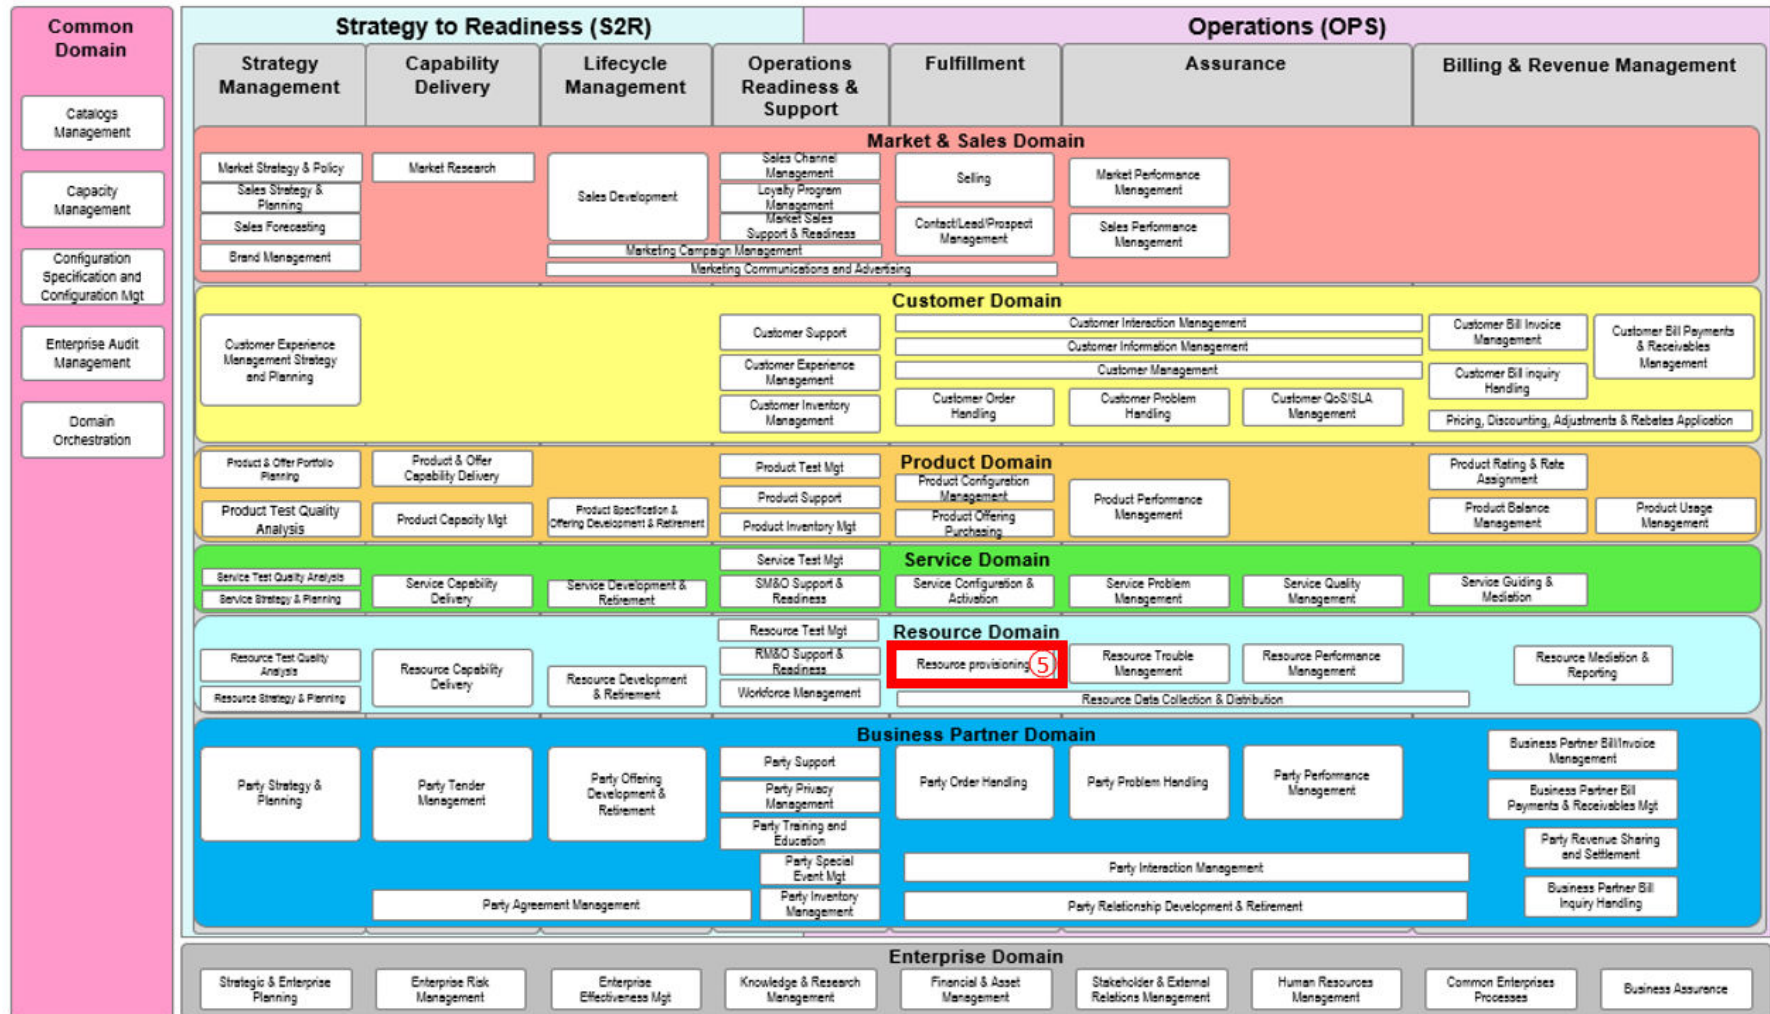 Common
Domain
Catalogs
Management
Capacity
Management
Configuration
Specification and
Configuration Mgt
Enterprise Audit
Management
Domain
Orchestration
Strategy to Readiness (S2R)
Operations (OPS)
Strategy
Management
Capability
Delivery
Lifecycle
Management
Operations
Readiness &
Support
Fulfillment
Assurance
Billing & Revenue Management
Market & Sales Domain
Market Strategy & Policy
Sales Strategy &
Planning
Sales Forecasting
Brand Management
Market Research
Sales Development
Sales Channel
Management
Loyalty Program
Management
Market Sales
Support & Readiness
Marketing Campaign Management
Marketing Communications and Advertising
Selling
Contact/Lead/Prospect
Management
Market Performance
Management
Sales Performance
Management
Customer Domain
Customer Experience
Management Strategy
and Planning
Customer Support
Customer Experience
Management
Customer Inventory
Management
Customer Interaction Management
Customer Information Management
Customer Management
Customer Order
Handling
Customer Problem
Handling
Customer QoS/SLA
Management
Customer Bill Invoice
Management
Customer Bill Payments
& Receivables
Management
Customer Bill inquiry
Handling
Pricing, Discounting, Adjustments & Rebates Application
Product Domain
Product & Offer Portfolio
Planning
Product Test Quality
Analysis
Product & Offer
Capability Delivery
Product Capacity Mgt
Product Specification &
Offering Development & Retirement
Product Test Mgt
Product Support
Product Inventory Mgt
Product Configuration
Management
Product Offering
Purchasing
Product Performance
Management
Product Rating & Rate
Assignment
Product Balance
Management
Product Usage
Management
Service Domain
Service Test Quality Analysis
Service Strategy & Planning
Service Capability
Delivery
Service Development &
Retirement
Service Test Mgt
SM&O Support &
Readiness
Service Configuration &
Activation
Service Problem
Management
Service Quality
Management
Service Guiding &
Mediation
Resource Domain
Resource Test Quality
Analysis
Resource Strategy & Planning
Resource Capability
Delivery
Resource Development
& Retirement
Resource Test Mgt
RM&O Support &
Readiness
Workforce Management
Resource provisioning ⑤
Resource Trouble
Management
Resource Performance
Management
Resource Data Collection & Distribution
Resource Mediation &
Reporting
Business Partner Domain
Party Strategy &
Planning
Party Tender
Management
Party Offering
Development &
Retirement
Party Support
Party Privacy
Management
Party Training and
Education
Party Special
Event Mgt
Party Inventory
Management
Party Agreement Management
Party Order Handling
Party Problem Handling
Party Performance
Management
Party Interaction Management
Party Relationship Development & Retirement
Business Partner Bill/Invoice
Management
Business Partner Bill
Payments & Receivables Mgt
Party Revenue Sharing
and Settlement
Business Partner Bill
Inquiry Handling
Enterprise Domain
Strategic & Enterprise
Planning
Enterprise Risk
Management
Enterprise
Effectiveness Mgt
Knowledge & Research
Management
Financial & Asset
Management
Stakeholder & External
Relations Management
Human Resources
Management
Common Enterprises
Processes
Business Assurance